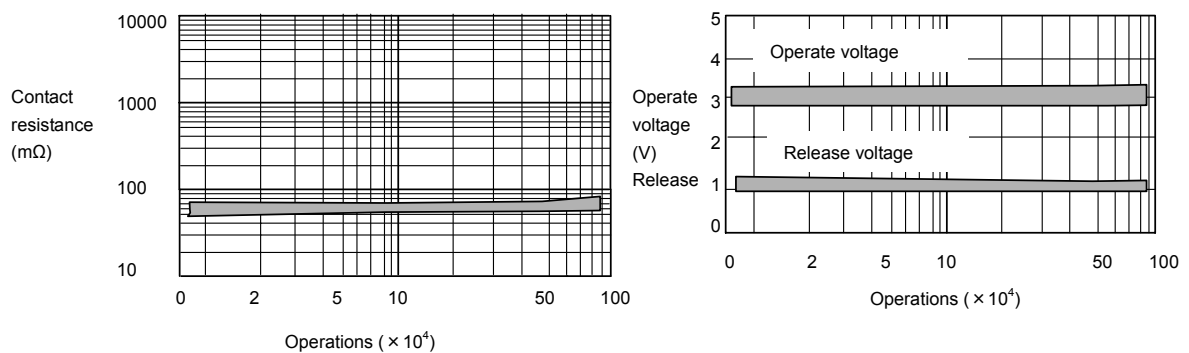 10000
1000
100
10
Contact
resistance
(mΩ)
0 2 5 10 50 100
Operations ( × 10⁴)
5
4
3
2
1
0
Operate
voltage
(V)
Release
Operate voltage
Release voltage
0 2 5 10 50 100
Operations ( × 10⁴)